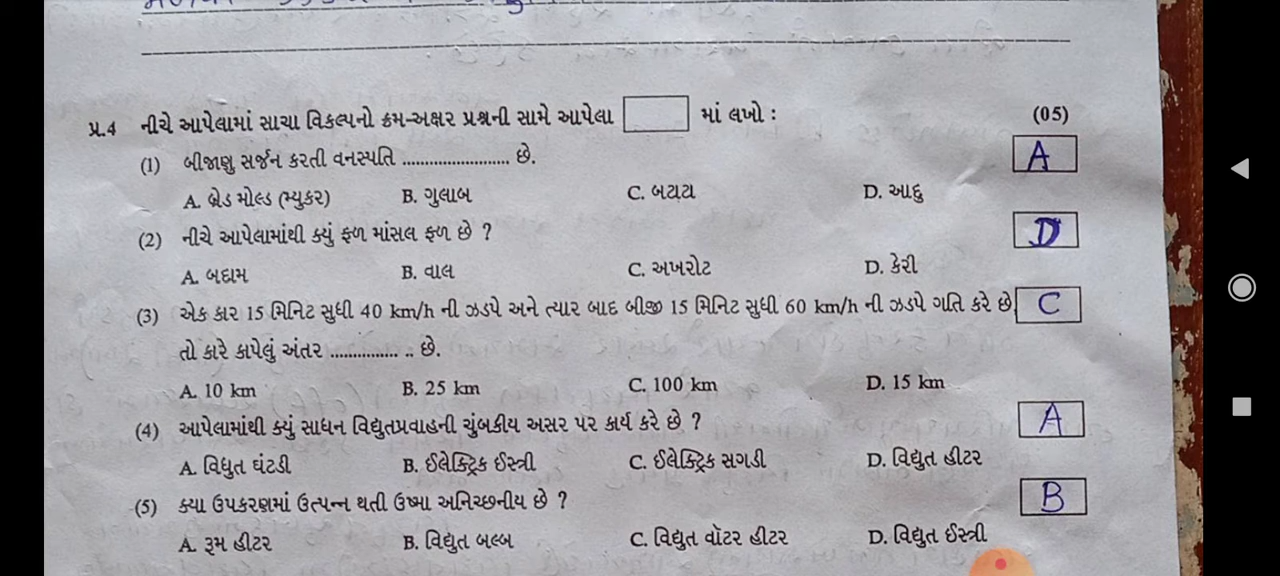 પ્ર.4 નીચે આપેલામાં સાચા વિકલ્પનો ક્રમ-અક્ષર પ્રશ્નની સામે આપેલા માં લખો : (05)
(1) બીજાણુ સર્જન કરતી વનસ્પતિ ........................ છે. A
A. બ્રેડ મોલ્ડ (મ્યુકર) B. ગુલાબ C. બટાટા D. આદુ
(2) નીચે આપેલામાંથી ક્યું ફળ માંસલ ફળ છે ? D
A. બદામ B. વાલ C. અખરોટ D. કેરી
(3) એક કાર 15 મિનિટ સુધી 40 km/h ની ઝડપે અને ત્યાર બાદ બીજી 15 મિનિટ સુધી 60 km/h ની ઝડપે ગતિ કરે છે C
તો કારે કાપેલું અંતર ............... .. છે.
A. 10 km B. 25 km C. 100 km D. 15 km
(4) આપેલામાંથી ક્યું સાધન વિદ્યુતપ્રવાહની ચુંબકીય અસર પર કાર્ય કરે છે ? A
A. વિદ્યુત ઘંટડી B. ઈલેક્ટ્રિક ઈસ્ત્રી C. ઈલેક્ટ્રિક સગડી D. વિદ્યુત હીટર
(5) ક્યા ઉપકરણમાં ઉત્પન્ન થતી ઉષ્મા અનિચ્છનીય છે ? B
A. રૂમ હીટર B. વિદ્યુત બલ્બ C. વિદ્યુત વૉટર હીટર D. વિદ્યુત ઈસ્ત્રી